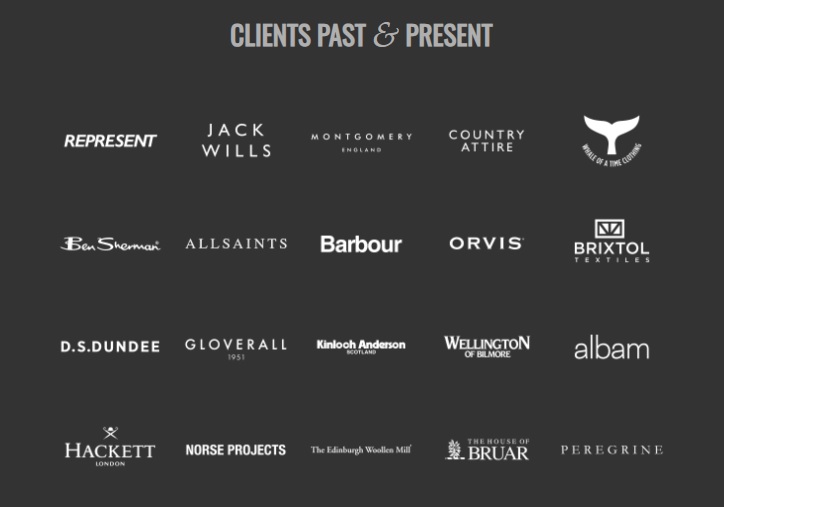 CLIENTS PAST & PRESENT
REPRESENT
JACK
WILLS
MONTGOMERY
ENGLAND
COUNTRY
ATTIRE
WHALE OF A TIME CLOTHING
Ben Sherman
ALLSAINTS
Barbour
ORVIS
BRIXTOL
TEXTILES
D.S.DUNDEE
GLOVERALL
1951
Kinloch Anderson
SCOTLAND
WELLINGTON
OF BILMORE
albam
HACKETT
LONDON
NORSE PROJECTS
The Edinburgh Woollen Mill
THE HOUSE OF
BRUAR
PEREGRINE